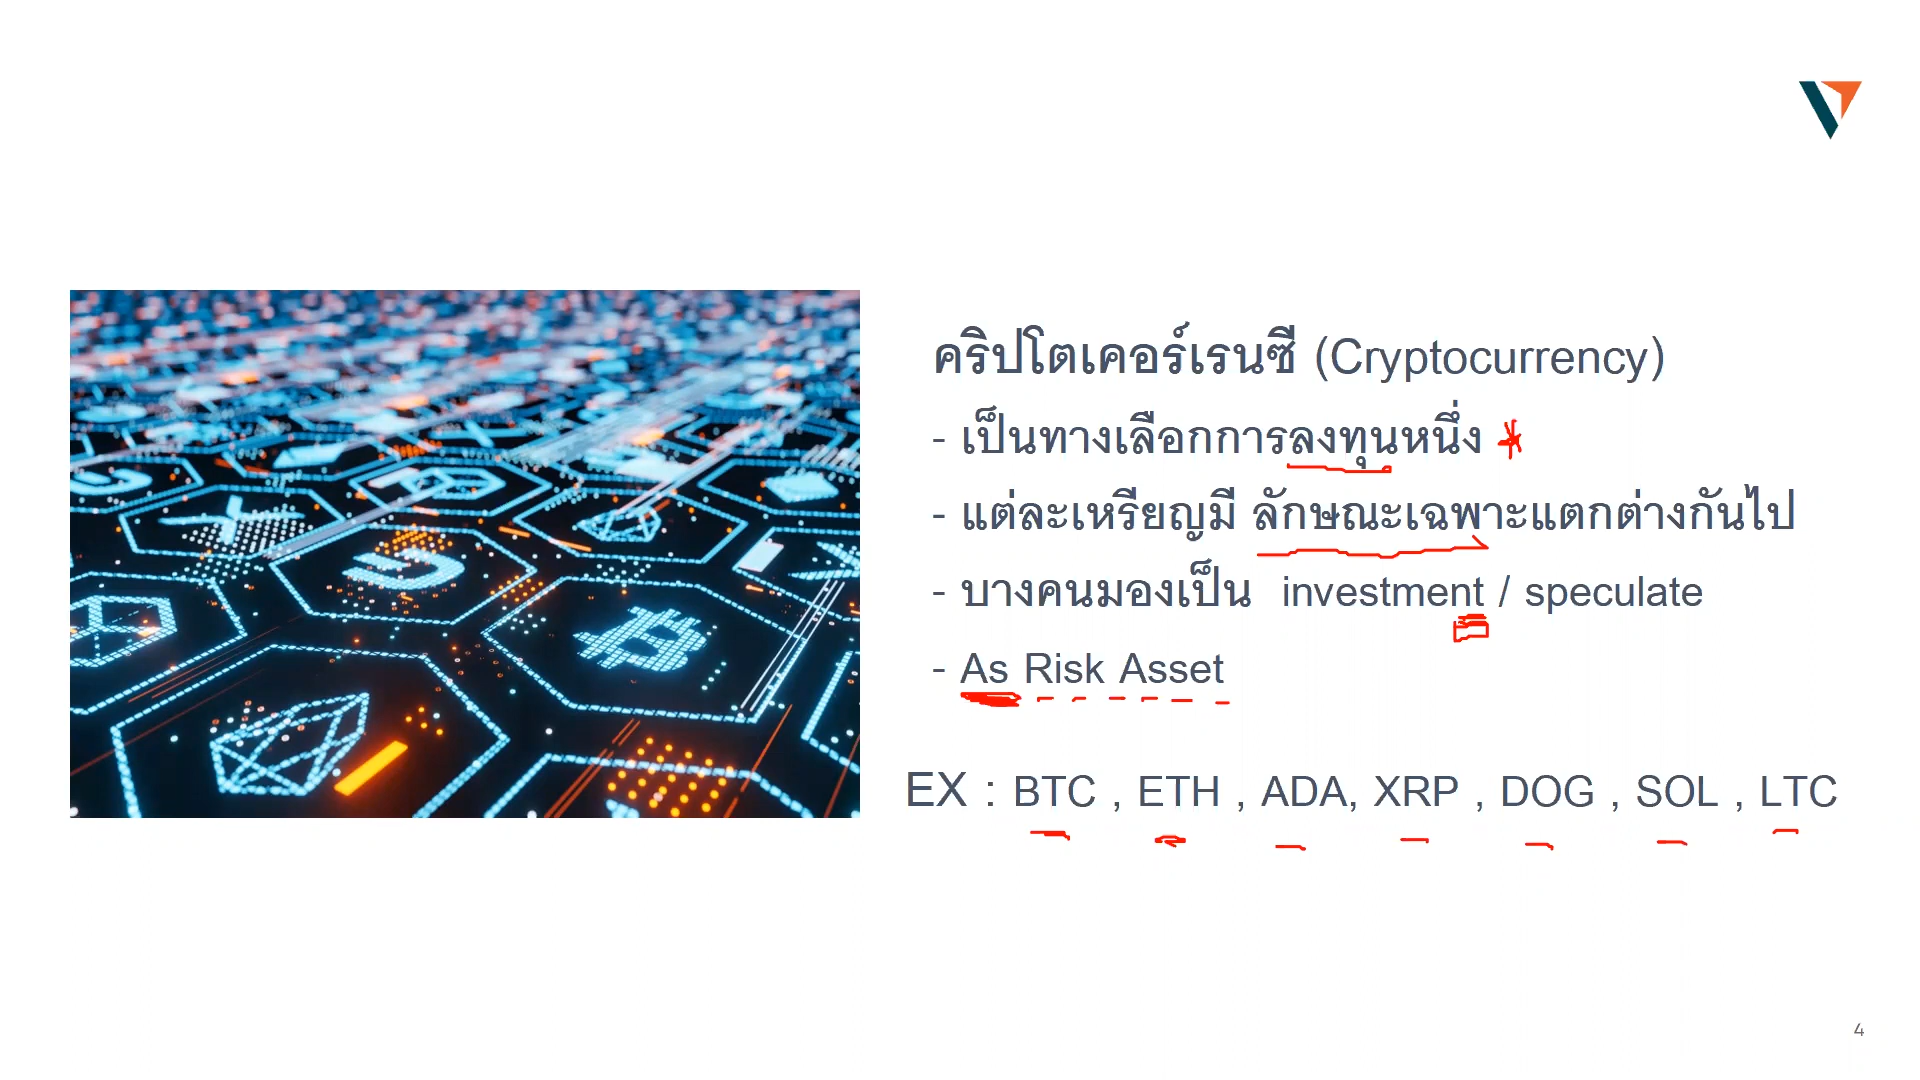 คริปโตเคอร์เรนซี (Cryptocurrency)
- เป็นทางเลือกการลงทุนหนึ่ง
- แต่ละเหรียญมี ลักษณะเฉพาะแตกต่างกันไป
- บางคนมองเป็น investment / speculate
- As Risk Asset
EX : BTC , ETH , ADA, XRP , DOG , SOL , LTC
4